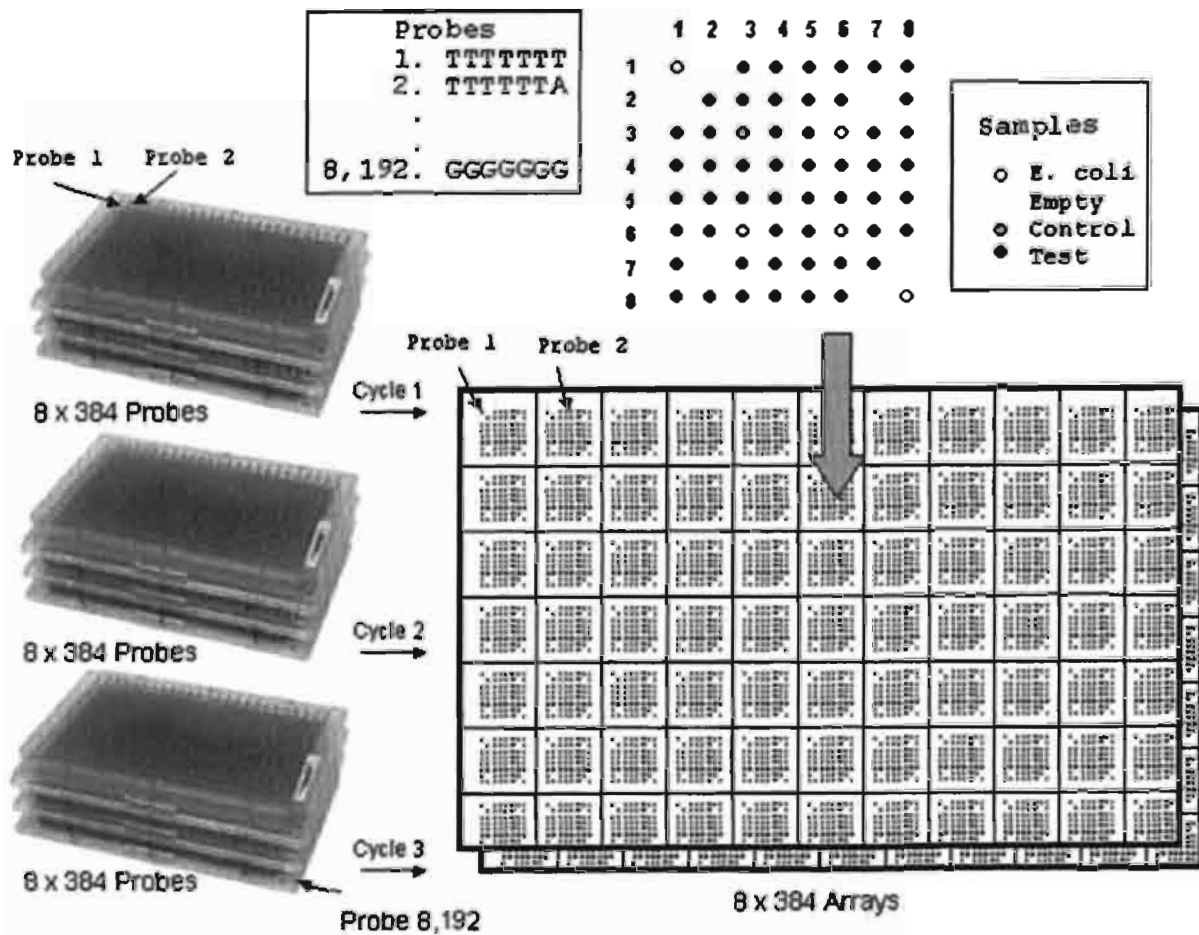 Probes
1. TTTTTTT
2. TTTTTTA
.
.
8,192. GGGGGGG
1 2 3 4 5 6 7 8
1
2
3
4
5
6
7
8
Samples
E. coli
Empty
Control
Test
Probe 1 Probe 2
8 x 384 Probes
Cycle 1
Probe 1 Probe 2
8 x 384 Probes
Cycle 2
8 x 384 Probes
Cycle 3
Probe 8,192
8 x 384 Arrays